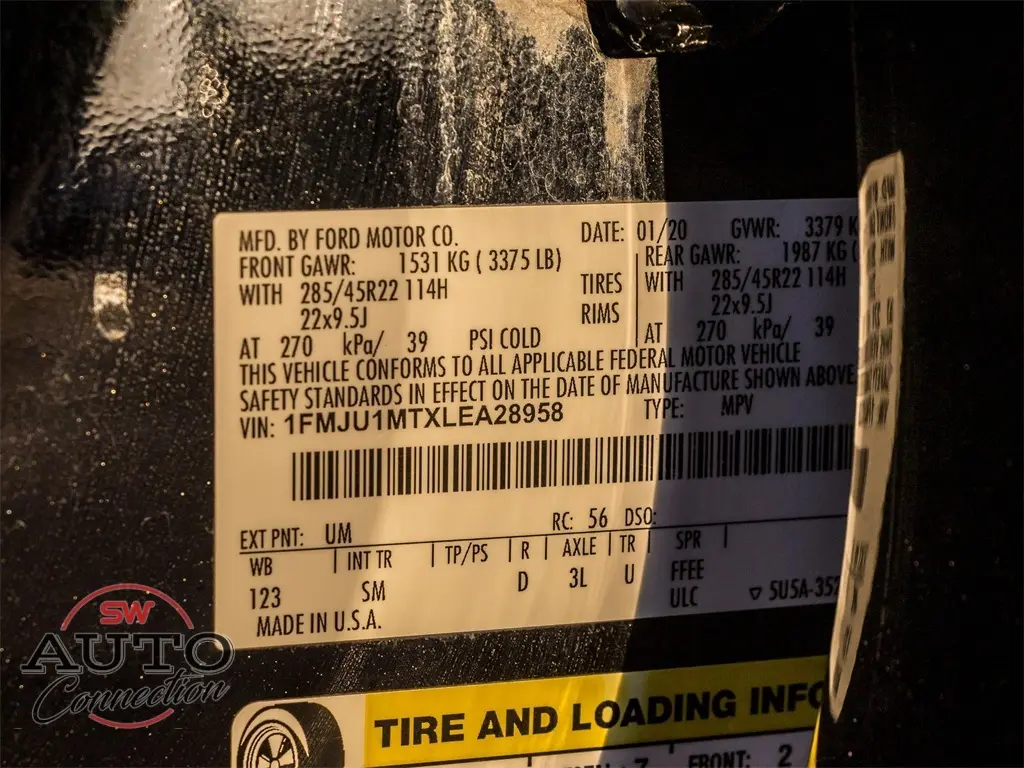 MFD. BY FORD MOTOR CO. DATE: 01/20 GVWR: 3379 K
FRONT GAWR: 1531 KG ( 3375 LB) REAR GAWR: 1987 KG (
WITH 285/45R22 114H TIRES WITH 285/45R22 114H
22x9.5J RIMS 22x9.5J
AT 270 kPa/ 39 PSI COLD AT 270 kPa/ 39
THIS VEHICLE CONFORMS TO ALL APPLICABLE FEDERAL MOTOR VEHICLE
SAFETY STANDARDS IN EFFECT ON THE DATE OF MANUFACTURE SHOWN ABOVE
VIN: 1FMJU1MTXLEA28958 TYPE: MPV
RC: 56 DSO:
EXT PNT: UM
WB INT TR TP/PS R AXLE TR SPR
123 SM D 3L U FFEE
ULC ▽ 5U5A-352
MADE IN U.S.A.
SW
AUTO
Connection
TIRE AND LOADING INFO
7 FRONT: 2